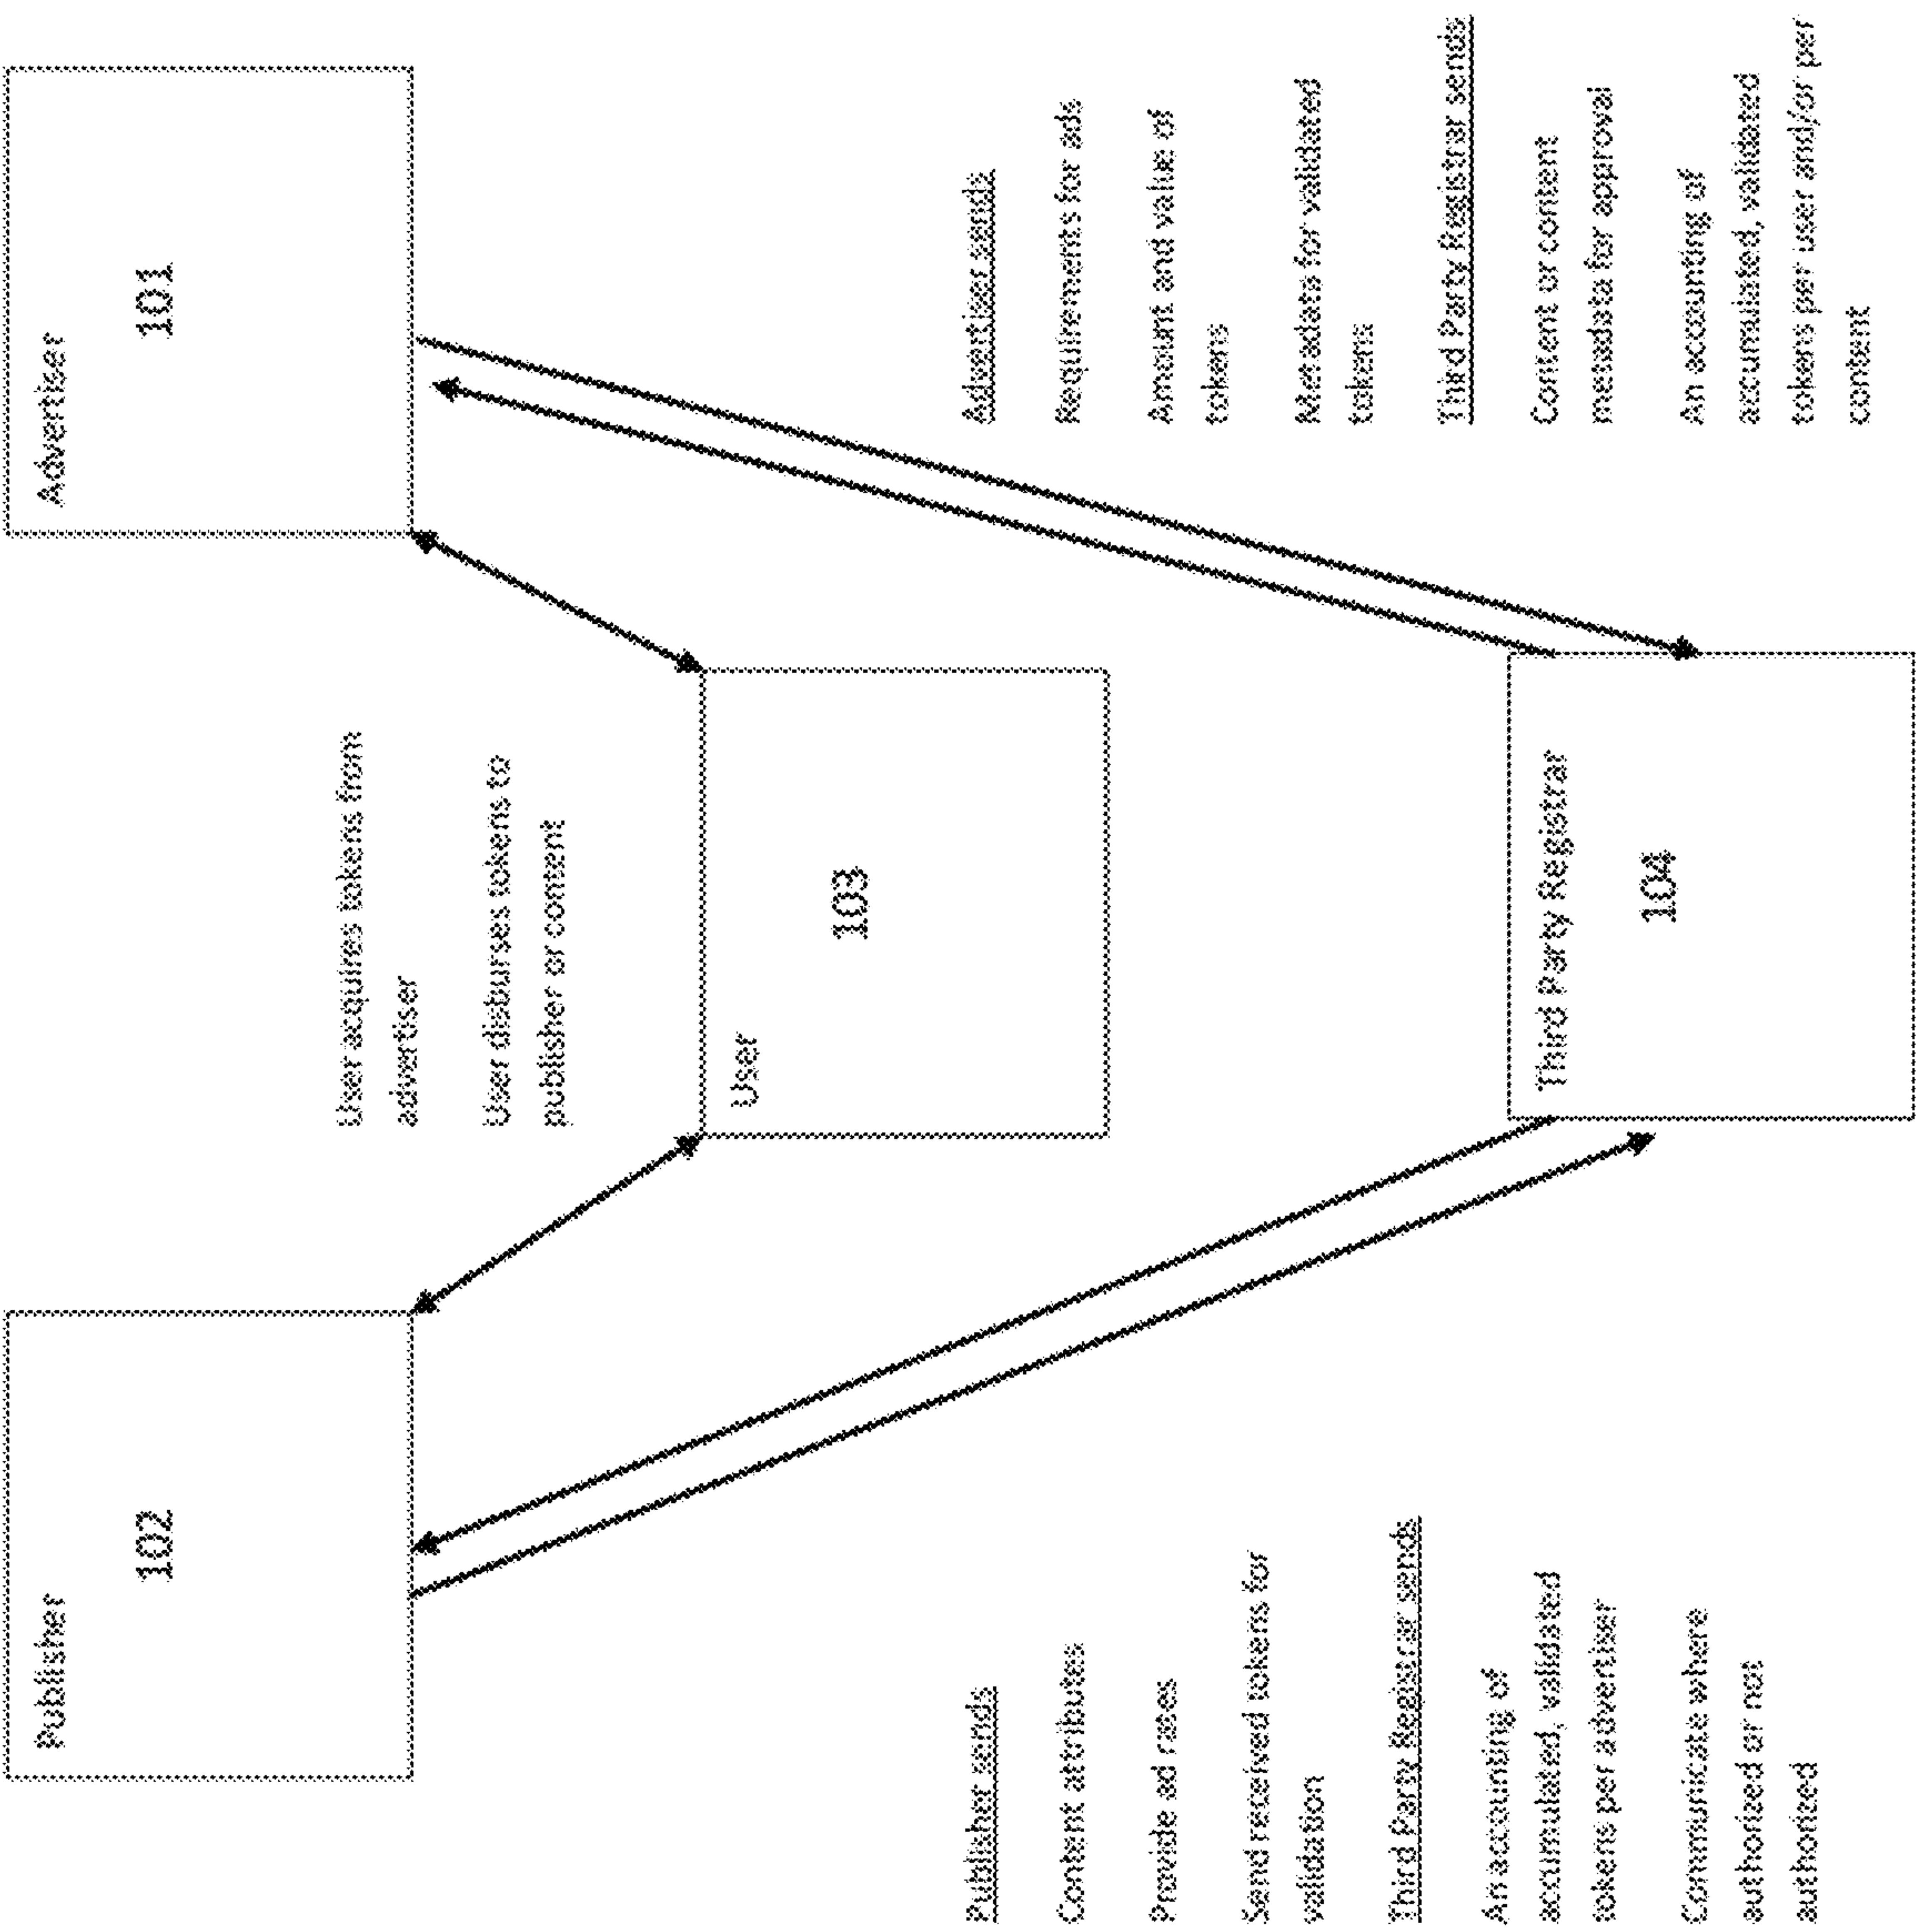 Publisher
102
Advertiser
101
User acquires tokens from
advertiser
User disburses tokens to
publisher or content
User
103
Third Party Registrar
104
Publisher sends
Content attributes
Provide ad rates
Send received tokens for
validation
Third Party Registrar sends
An accounting of
accumulated, validated
tokens per advertiser
Communicate where
authorized or not
authorized
Advertiser sends
Requirements for ads
Amount and value of
tokens
Metadata for validated
tokens
Third Party Registrar sends
Content or content
metadata for approval
An accounting of
accumulated, validated
tokens per user and/or per
content